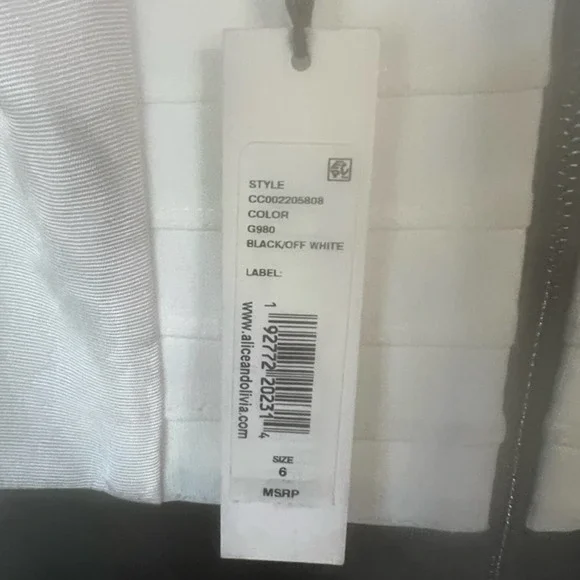 STYLE
CC002205808
COLOR
G980
BLACK/OFF WHITE
LABEL:
1 92772 20231 4
www.aliceandolivia.com
SIZE
6
MSRP